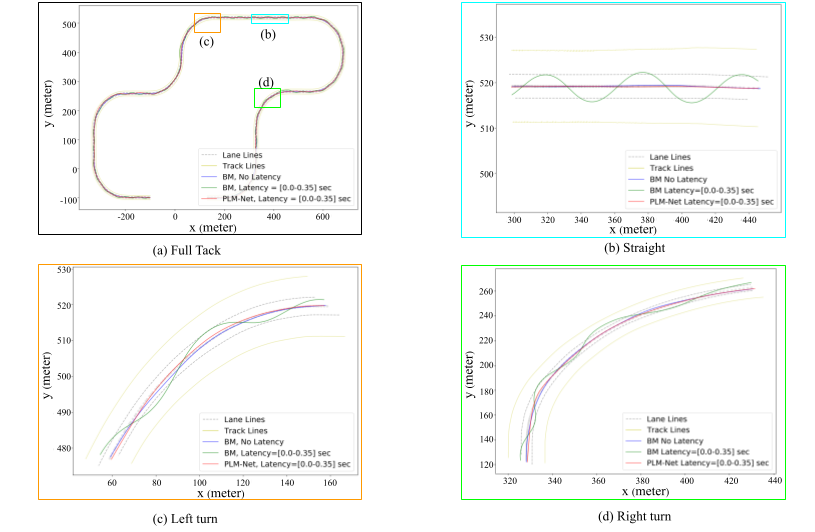 500
400
300
200
100
0
-100
y (meter)
(c)
(b)
(d)
Lane Lines
Track Lines
BM, No Latency
BM, Latency = [0.0-0.35] sec
PLM-Net, Latency = [0.0-0.35] sec
-200 0 200 400 600
x (meter)
(a) Full Tack
530
520
510
500
y (meter)
Lane Lines
Track Lines
BM No Latency
BM Latency=[0.0-0.35] sec
PLM-Net Latency=[0.0-0.35] sec
300 320 340 360 380 400 420 440
x (meter)
(b) Straight
530
520
510
500
490
480
y (meter)
Lane Lines
Track Lines
BM, No Latency
BM, Latency=[0.0-0.35] sec
PLM-Net, Latency=[0.0-0.35] sec
60 80 100 120 140 160
x (meter)
(c) Left turn
260
240
220
200
180
160
140
120
y (meter)
Lane Lines
Track Lines
BM No Latency
BM Latency=[0.0-0.35] sec
PLM-Net Latency=[0.0-0.35] sec
320 340 360 380 400 420 440
x (meter)
(d) Right turn